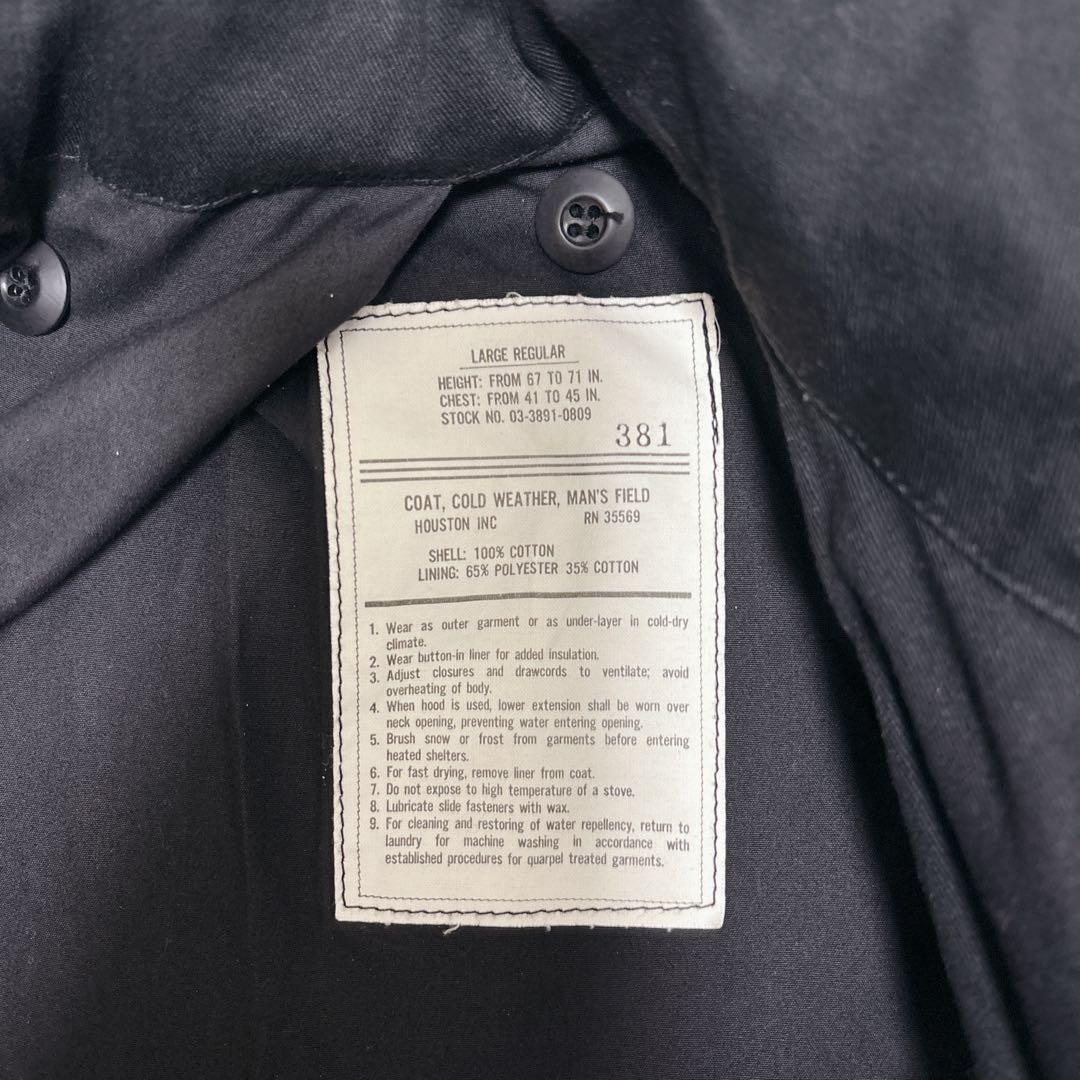 LARGE REGULAR
HEIGHT: FROM 67 TO 71 IN.
CHEST: FROM 41 TO 45 IN.
STOCK NO. 03-3891-0809
381
COAT, COLD WEATHER, MAN'S FIELD
HOUSTON INC RN 35569
SHELL: 100% COTTON
LINING: 65% POLYESTER 35% COTTON
1. Wear as outer garment or as under-layer in cold-dry
climate.
2. Wear button-in liner for added insulation.
3. Adjust closures and drawcords to ventilate; avoid
overheating of body.
4. When hood is used, lower extension shall be worn over
neck opening, preventing water entering opening.
5. Brush snow or frost from garments before entering
heated shelters.
6. For fast drying, remove liner from coat.
7. Do not expose to high temperature of a stove.
8. Lubricate slide fasteners with wax.
9. For cleaning and restoring of water repellency, return to
laundry for machine washing in accordance with
established procedures for quarpel treated garments.